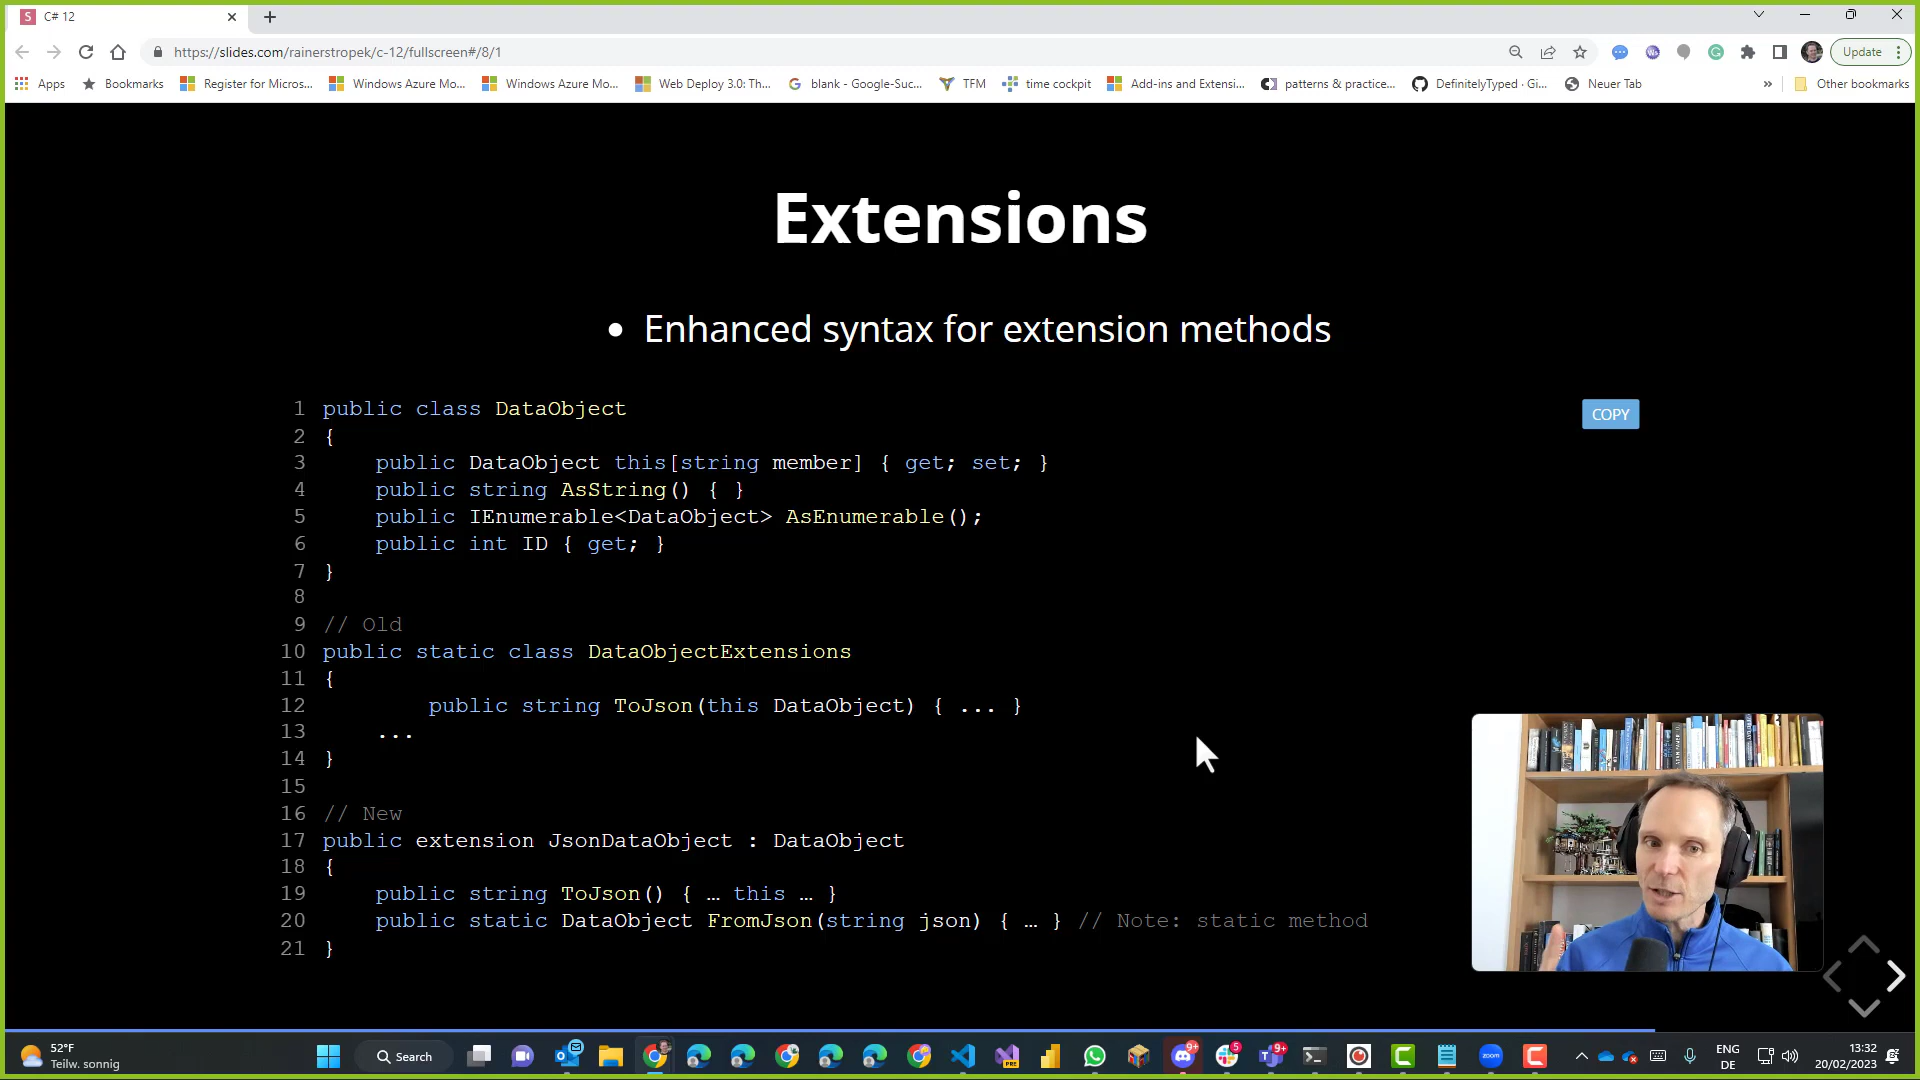 C# 12
https://slides.com/rainerstropek/c-12/fullscreen#/8/1
Update
Apps
Bookmarks
Register for Micros...
Windows Azure Mo...
Windows Azure Mo...
Web Deploy 3.0: Th...
blank - Google-Suc...
TFM
time cockpit
Add-ins and Extensi...
patterns & practice...
DefinitelyTyped · Gi...
Neuer Tab
»
Other bookmarks
Extensions
• Enhanced syntax for extension methods
COPY
1 public class DataObject
2 {
3     public DataObject this[string member] { get; set; }
4     public string AsString() { }
5     public IEnumerable<DataObject> AsEnumerable();
6     public int ID { get; }
7 }
8
9 // Old
10 public static class DataObjectExtensions
11 {
12         public string ToJson(this DataObject) { ... }
13     ...
14 }
15
16 // New
17 public extension JsonDataObject : DataObject
18 {
19     public string ToJson() { … this … }
20     public static DataObject FromJson(string json) { … } // Note: static method
21 }
52°F
Teilw. sonnig
Search
PRE
9+
5
9+
zoom
ENG
DE
13:32
20/02/2023